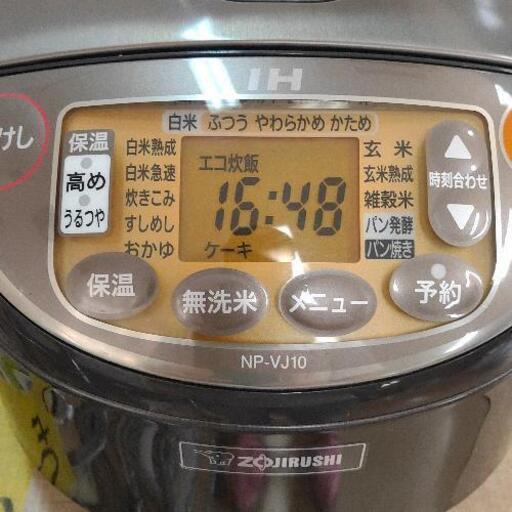 IH
けし
白米 ふつう やわらかめ かため
保温
高め
うるつや
白米熟成
白米急速
炊きこみ
すしめし
おかゆ
エコ炊飯
16:48
ケーキ
玄米
玄米熟成
雑穀米
パン発酵
パン焼き
時刻合わせ
保温
無洗米
メニュー
予約
NP-VJ10
ZOJIRUSHI